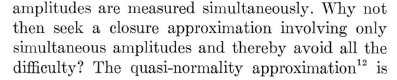 amplitudes are measured simultaneously. Why not
then seek a closure approximation involving only
simultaneous amplitudes and thereby avoid all the
difficulty? The quasi-normality approximation¹² is